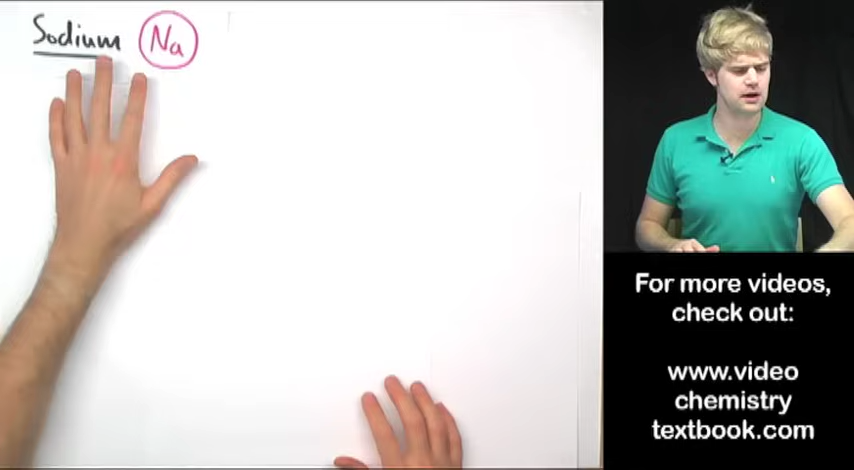 Sodium Na
For more videos,
check out:
www.video
chemistry
textbook.com